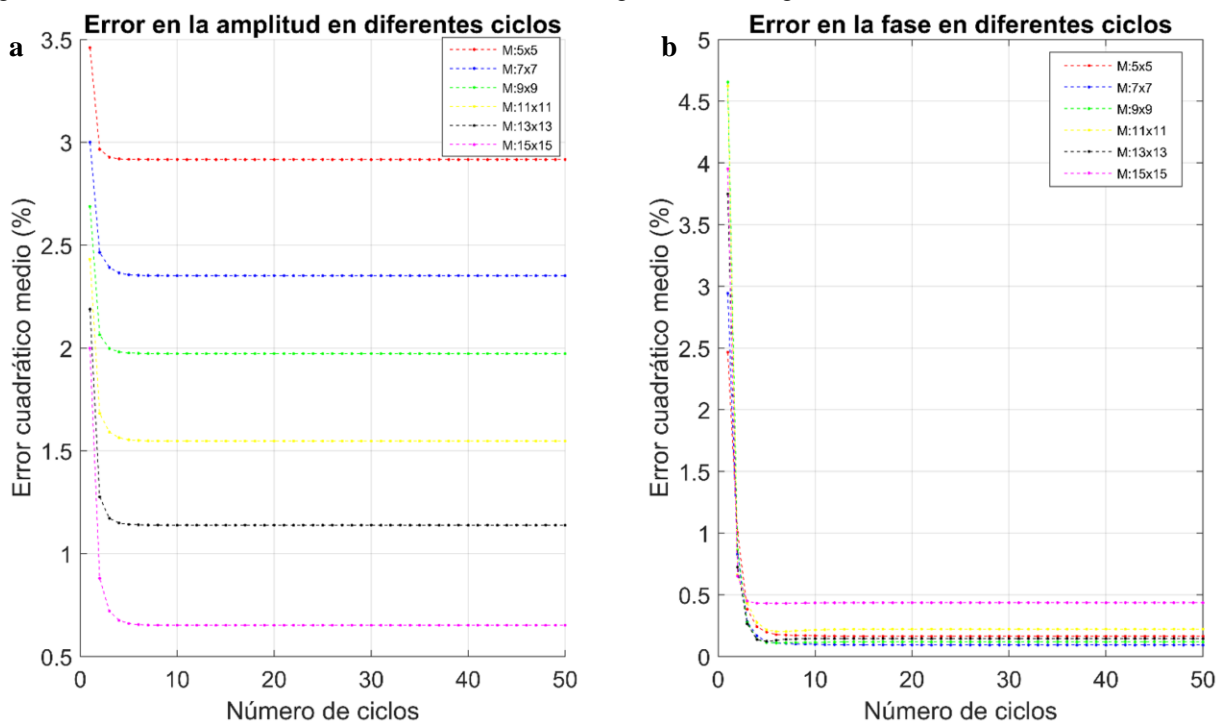 a
Error en la amplitud en diferentes ciclos
3.5
3
2.5
2
1.5
1
0.5
Error cuadrático medio (%)
M:5x5
M:7x7
M:9x9
M:11x11
M:13x13
M:15x15
0
10
20
30
40
50
Número de ciclos
b
Error en la fase en diferentes ciclos
5
4.5
4
3.5
3
2.5
2
1.5
1
0.5
0
Error cuadrático medio (%)
M:5x5
M:7x7
M:9x9
M:11x11
M:13x13
M:15x15
0
10
20
30
40
50
Número de ciclos